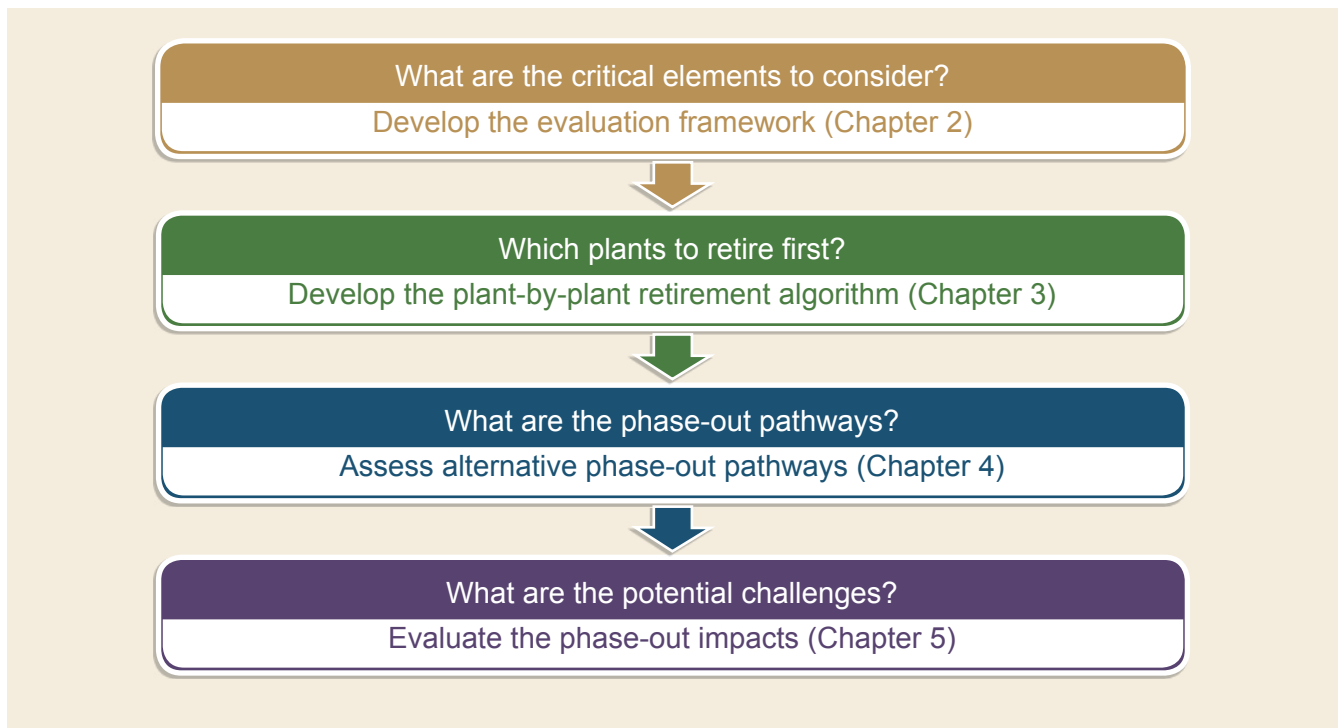 What are the critical elements to consider?
Develop the evaluation framework (Chapter 2)
Which plants to retire first?
Develop the plant-by-plant retirement algorithm (Chapter 3)
What are the phase-out pathways?
Assess alternative phase-out pathways (Chapter 4)
What are the potential challenges?
Evaluate the phase-out impacts (Chapter 5)